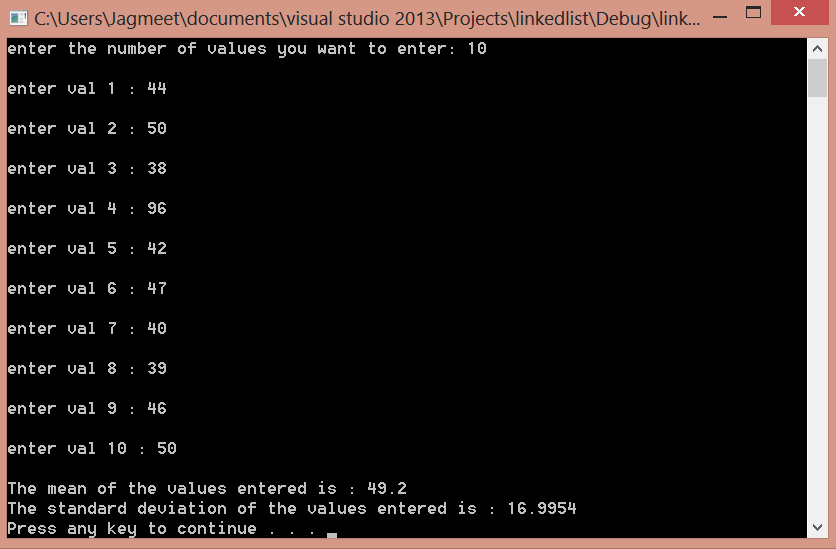 C:\Users\Jagmeet\documents\visual studio 2013\Projects\linkedlist\Debug\link...
enter the number of values you want to enter: 10
enter val 1 : 44
enter val 2 : 50
enter val 3 : 38
enter val 4 : 96
enter val 5 : 42
enter val 6 : 47
enter val 7 : 40
enter val 8 : 39
enter val 9 : 46
enter val 10 : 50
The mean of the values entered is : 49.2
The standard deviation of the values entered is : 16.9954
Press any key to continue . . .